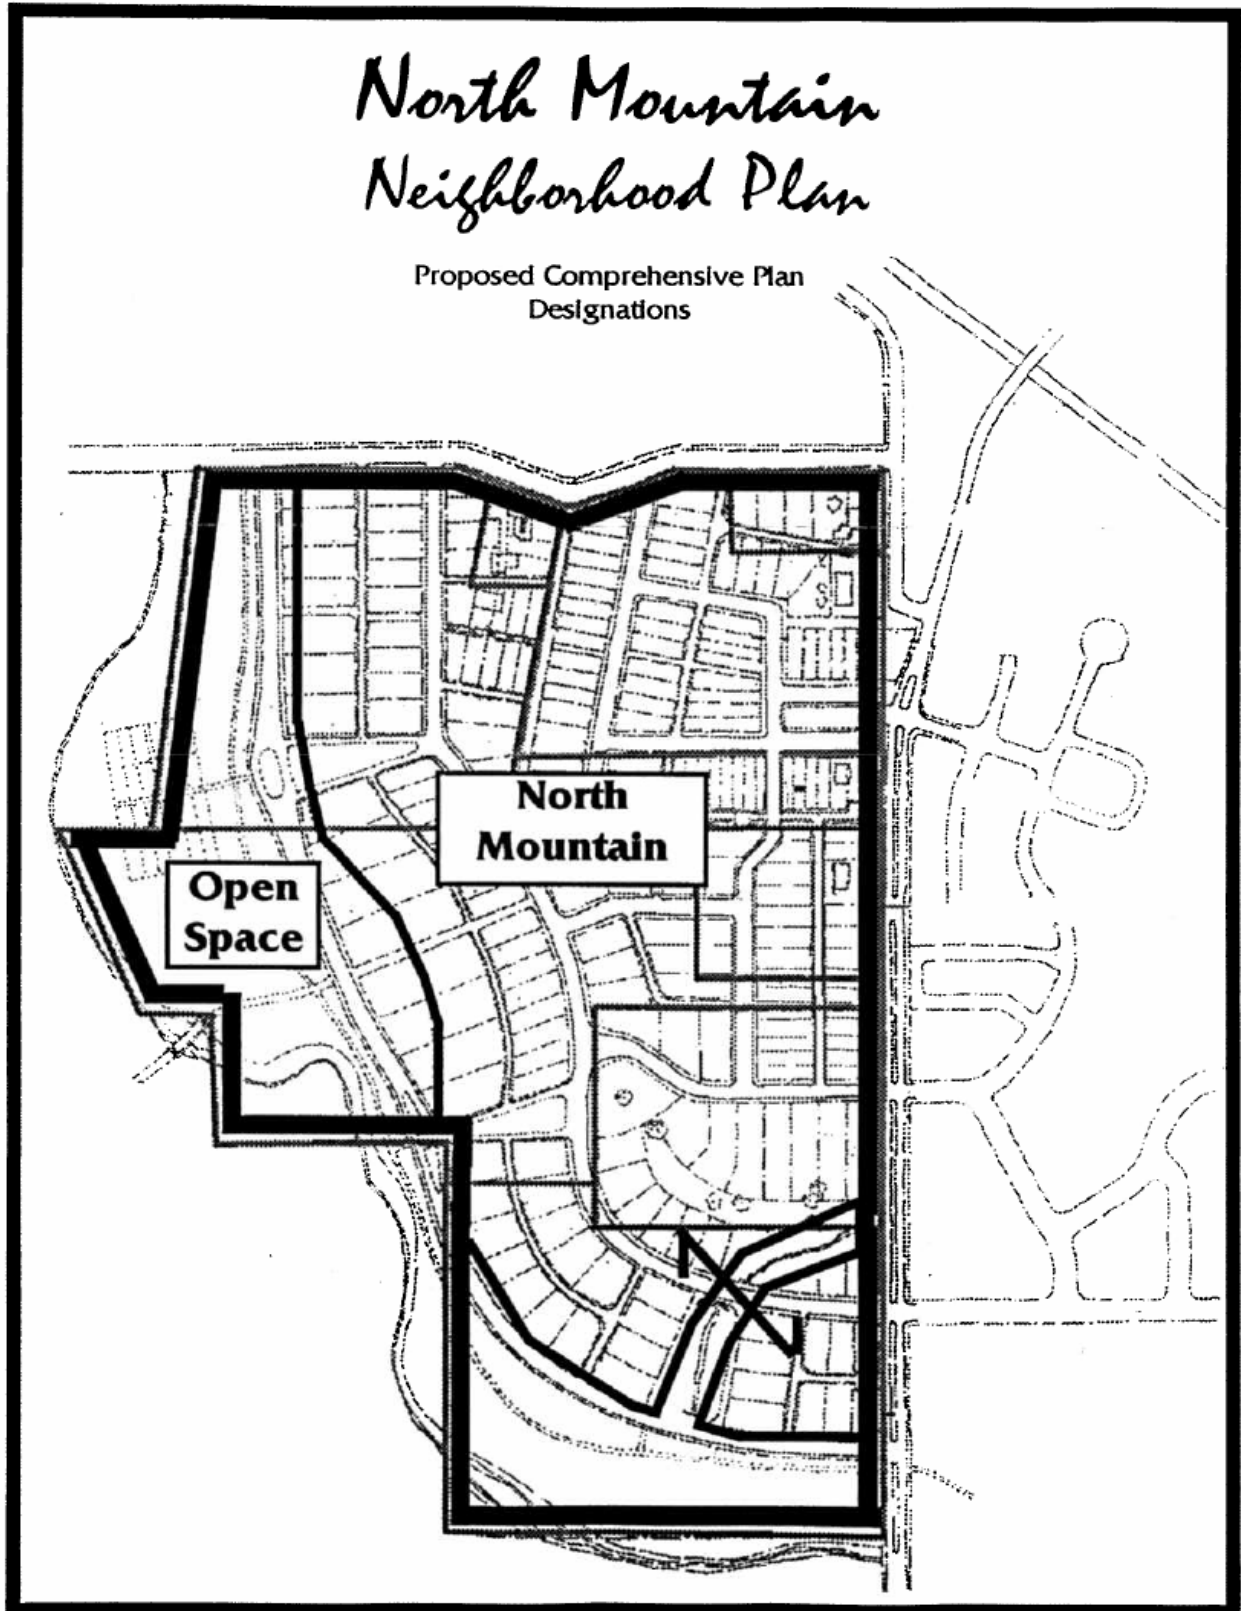 North Mountain
Neighborhood Plan
Proposed Comprehensive Plan
Designations
North
Mountain
Open
Space